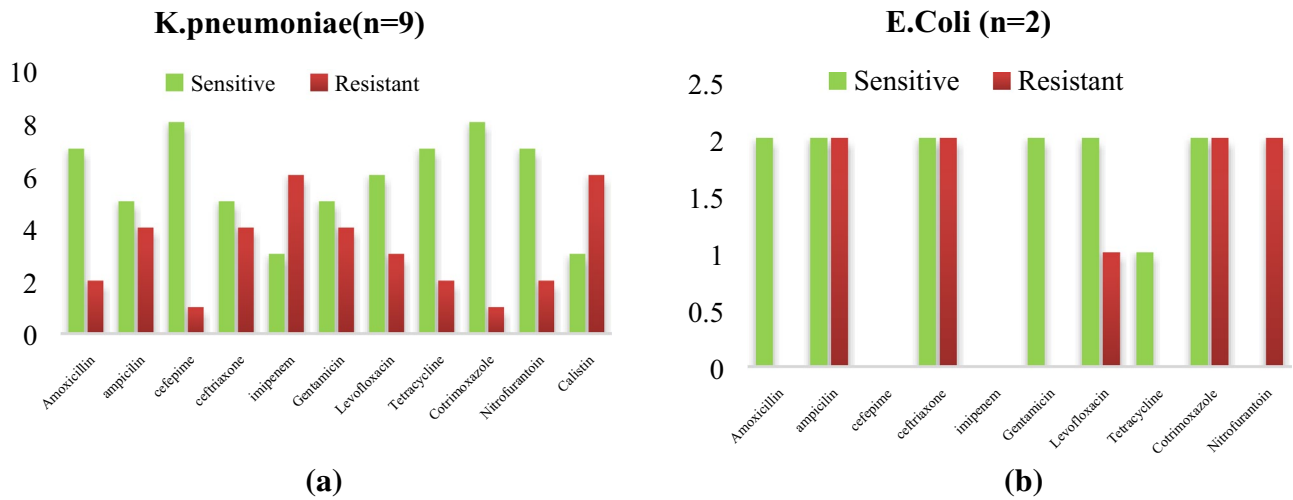 K.pneumoniae(n=9)
Sensitive Resistant
10
8
6
4
2
0
Amoxicillin
ampicilin
cefepime
ceftriaxone
imipenem
Gentamicin
Levofloxacin
Tetracycline
Cotrimoxazole
Nitrofurantoin
Calistin
(a)
E.Coli (n=2)
Sensitive Resistant
2.5
2
1.5
1
0.5
0
Amoxicillin
ampicilin
cefepime
ceftriaxone
imipenem
Gentamicin
Levofloxacin
Tetracycline
Cotrimoxazole
Nitrofurantoin
(b)